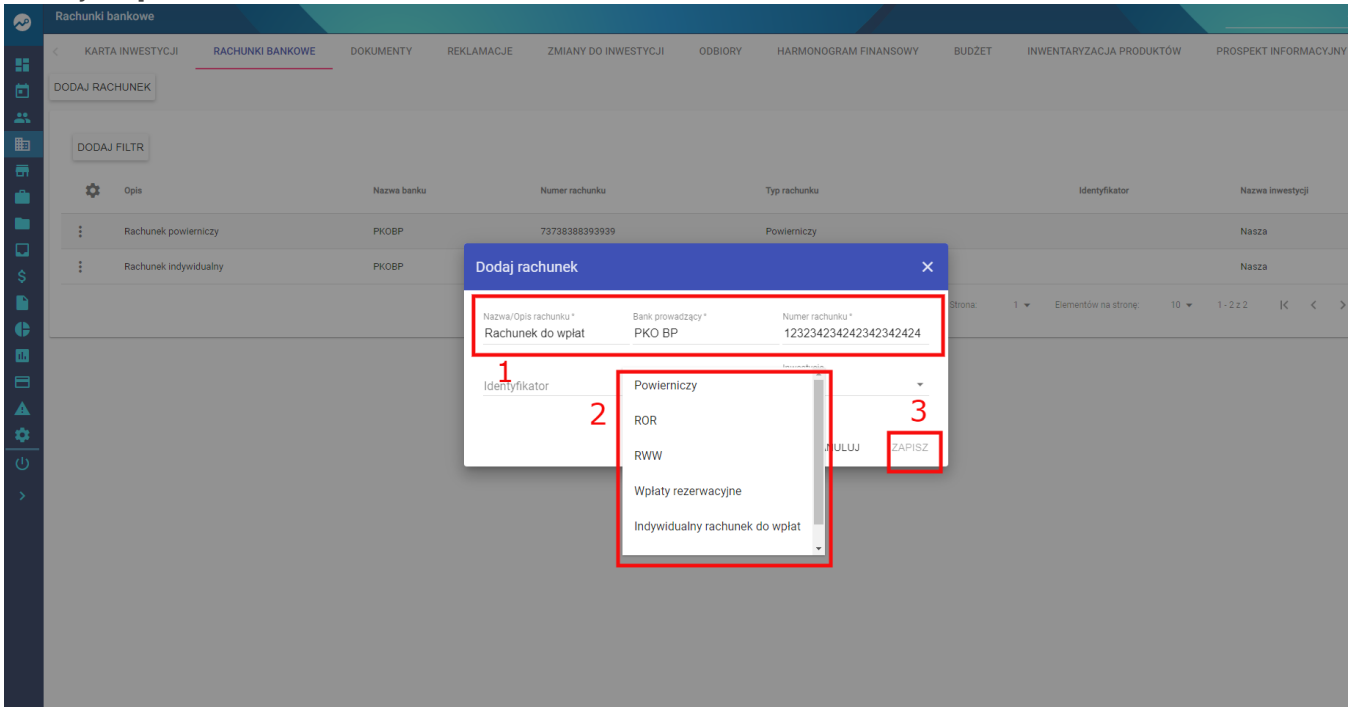 Rachunki bankowe
KARTA INWESTYCJI RACHUNKI BANKOWE DOKUMENTY REKLAMACJE ZMIANY DO INWESTYCJI ODBIORY HARMONOGRAM FINANSOWY BUDŻET INWENTARYZACJA PRODUKTÓW PROSPEKT INFORMACYJNY
DODAJ RACHUNEK
DODAJ FILTR
Opis Nazwa banku Numer rachunku Typ rachunku Identyfikator Nazwa inwestycji
Rachunek powierniczy PKOBP 73738388393939 Powierniczy Nasza
Rachunek indywidualny PKOBP Nasza
Strona: 1 Elementów na stronę: 10 1-2 z 2
Dodaj rachunek
Nazwa/Opis rachunku * Bank prowadzący * Numer rachunku *
Rachunek do wpłat PKO BP 123234234242342342424
1
Identyfikator
2
Powierniczy
ROR
RWW
Wpłaty rezerwacyjne
Indywidualny rachunek do wpłat
3
NULUJ ZAPISZ